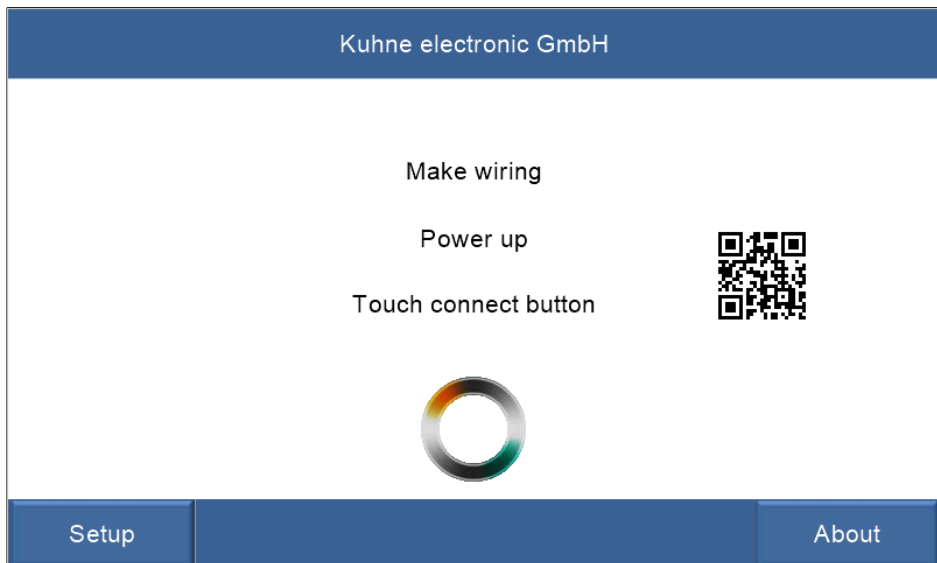 Kuhne electronic GmbH
Make wiring
Power up
Touch connect button
Setup
About